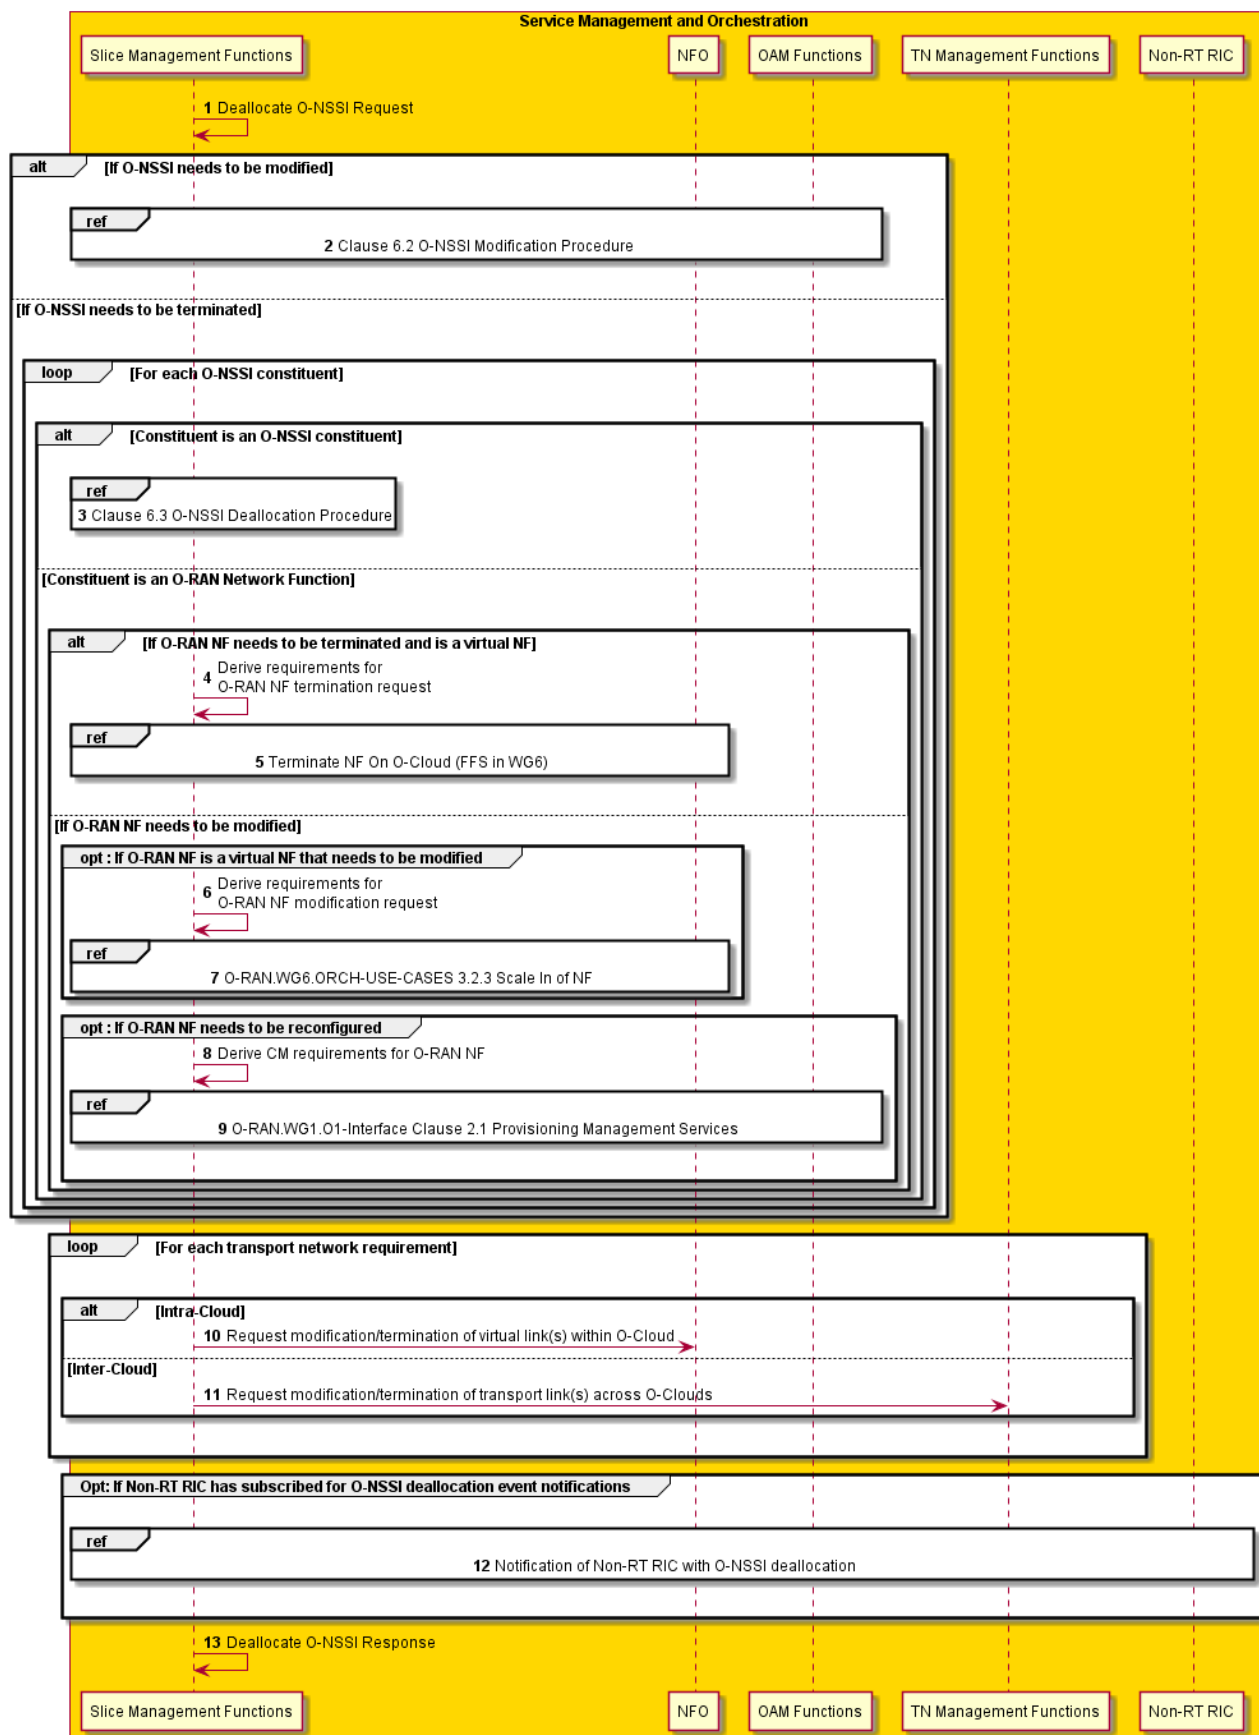 Service Management and Orchestration
Slice Management Functions
NFO
OAM Functions
TN Management Functions
Non-RT RIC
1 Deallocate O-NSSI Request
alt [If O-NSSI needs to be modified]
ref
2 Clause 6.2 O-NSSI Modification Procedure
[If O-NSSI needs to be terminated]
loop [For each O-NSSI constituent]
alt [Constituent is an O-NSSI constituent]
ref
3 Clause 6.3 O-NSSI Deallocation Procedure
[Constituent is an O-RAN Network Function]
alt [If O-RAN NF needs to be terminated and is a virtual NF]
4 Derive requirements for
O-RAN NF termination request
ref
5 Terminate NF On O-Cloud (FFS in WG6)
[If O-RAN NF needs to be modified]
opt : If O-RAN NF is a virtual NF that needs to be modified
6 Derive requirements for
O-RAN NF modification request
ref
7 O-RAN.WG6.ORCH-USE-CASES 3.2.3 Scale In of NF
opt : If O-RAN NF needs to be reconfigured
8 Derive CM requirements for O-RAN NF
ref
9 O-RAN.WG1.O1-Interface Clause 2.1 Provisioning Management Services
loop [For each transport network requirement]
alt [Intra-Cloud]
10 Request modification/termination of virtual link(s) within O-Cloud
[Inter-Cloud]
11 Request modification/termination of transport link(s) across O-Clouds
Opt: If Non-RT RIC has subscribed for O-NSSI deallocation event notifications
ref
12 Notification of Non-RT RIC with O-NSSI deallocation
13 Deallocate O-NSSI Response
Slice Management Functions
NFO
OAM Functions
TN Management Functions
Non-RT RIC